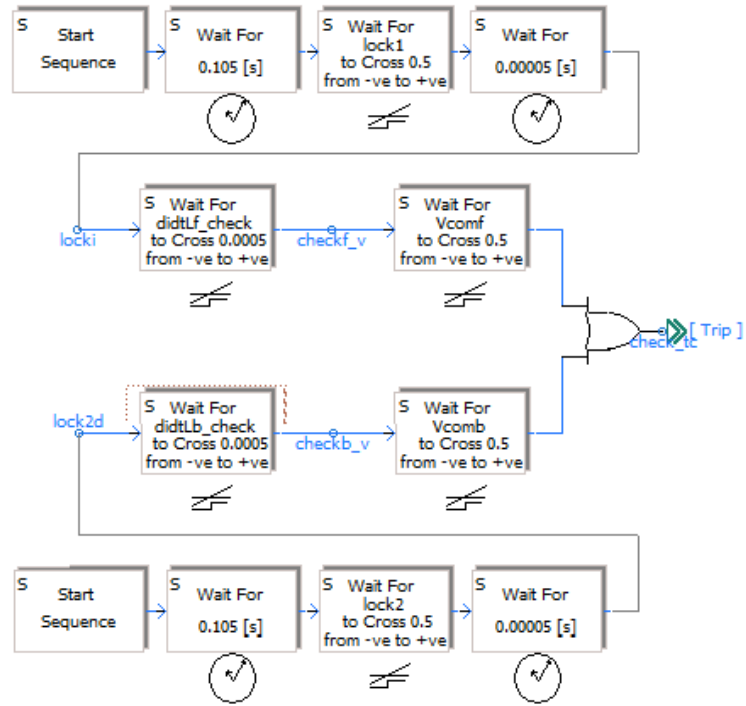 S
Start
Sequence
S
Wait For
0.105 [s]
S
Wait For
lock1
to Cross 0.5
from -ve to +ve
S
Wait For
0.00005 [s]
locki
S
Wait For
didtLf_check
to Cross 0.0005
from -ve to +ve
checkf_v
S
Wait For
Vcomf
to Cross 0.5
from -ve to +ve
[ Trip ]
check_tc
lock2d
S
Wait For
didtLb_check
to Cross 0.0005
from -ve to +ve
checkb_v
S
Wait For
Vcomb
to Cross 0.5
from -ve to +ve
S
Start
Sequence
S
Wait For
0.105 [s]
S
Wait For
lock2
to Cross 0.5
from -ve to +ve
S
Wait For
0.00005 [s]